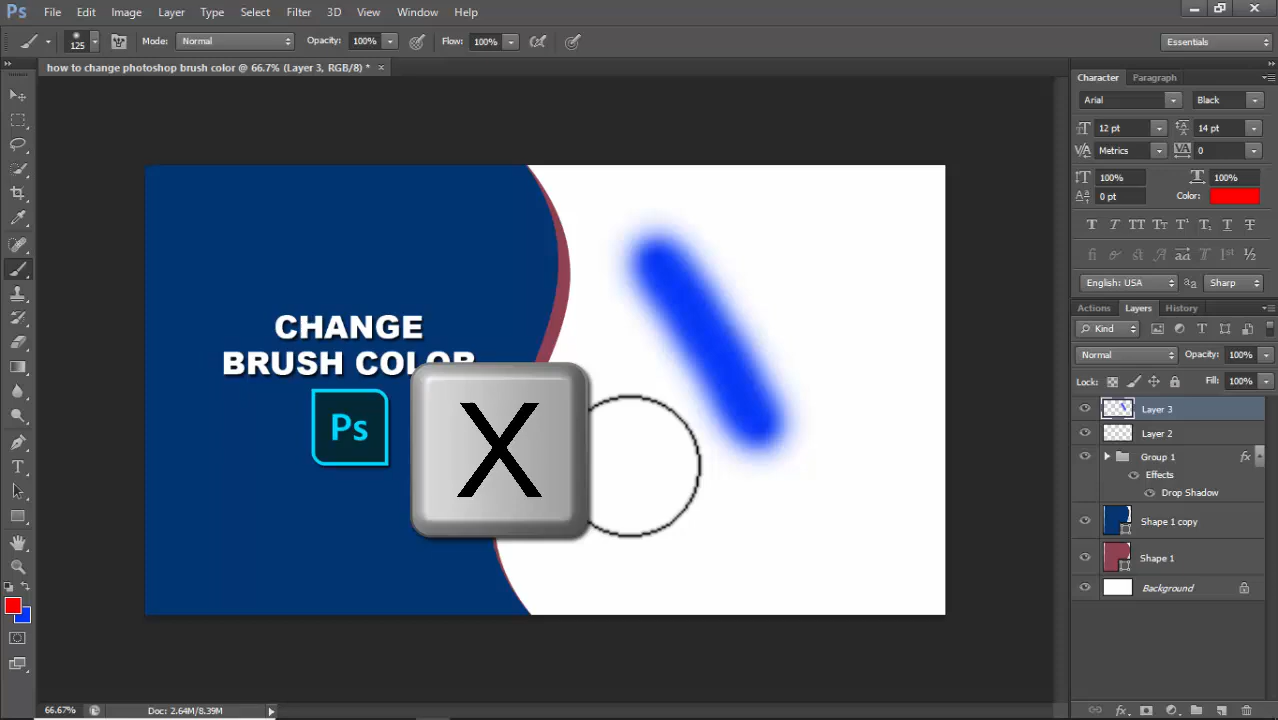 Ps File Edit Image Layer Type Select Filter 3D View Window Help
125 Mode: Normal Opacity: 100% Flow: 100% Essentials
how to change photoshop brush color @ 66.7% (Layer 3, RGB/8) *
Character Paragraph
Arial Black
12 pt 14 pt
Metrics 0
100% 100%
0 pt Color:
English: USA aa Sharp
Actions Layers History
Kind
Normal Opacity: 100%
Lock: Fill: 100%
Layer 3
Layer 2
Group 1 fx
Effects
Drop Shadow
Shape 1 copy
Shape 1
Background
CHANGE
BRUSH COLOR
Ps
X
66.67% Doc: 2.64M/8.39M